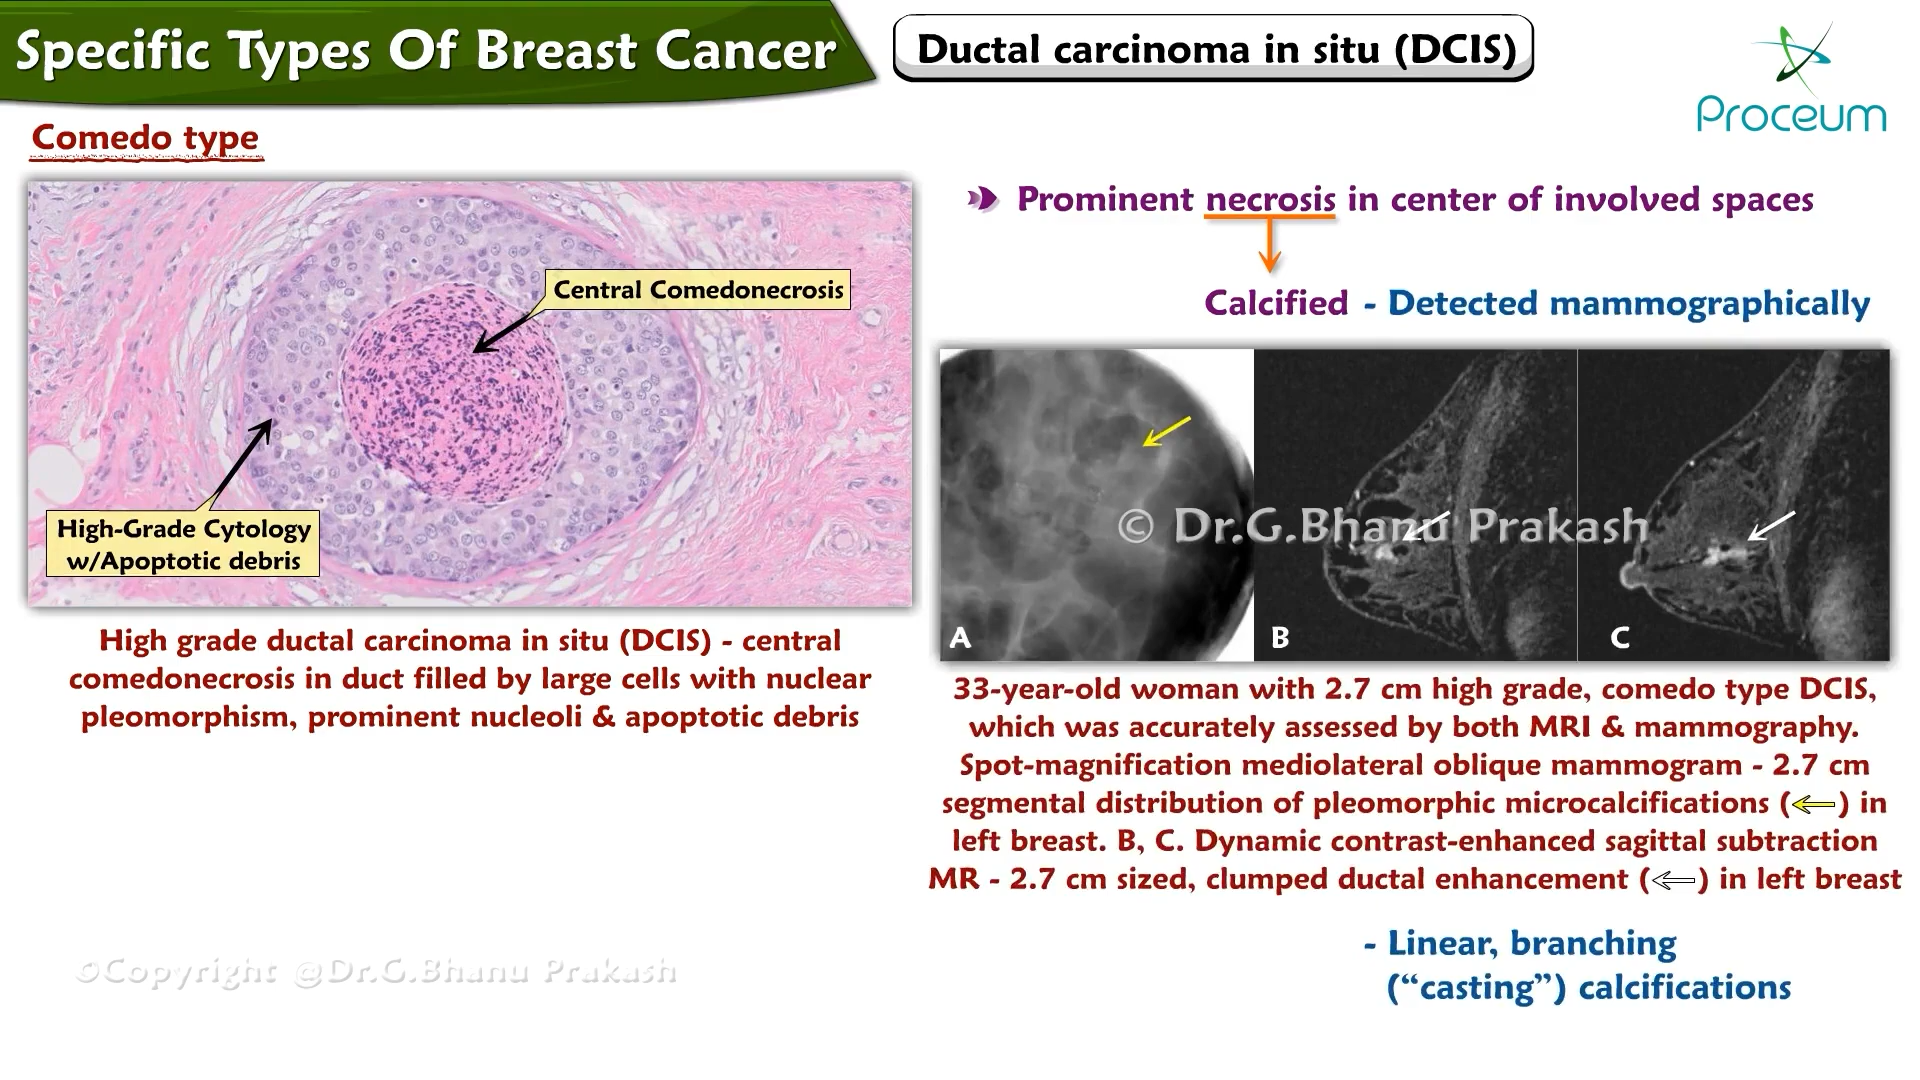 Specific Types Of Breast Cancer
Ductal carcinoma in situ (DCIS)
Proceum
Comedo type
Central Comedonecrosis
High-Grade Cytology
w/Apoptotic debris
High grade ductal carcinoma in situ (DCIS) - central
comedonecrosis in duct filled by large cells with nuclear
pleomorphism, prominent nucleoli & apoptotic debris
Prominent necrosis in center of involved spaces
Calcified - Detected mammographically
© Dr.G.Bhanu Prakash
A B C
33-year-old woman with 2.7 cm high grade, comedo type DCIS,
which was accurately assessed by both MRI & mammography.
Spot-magnification mediolateral oblique mammogram - 2.7 cm
segmental distribution of pleomorphic microcalcifications (←) in
left breast. B, C. Dynamic contrast-enhanced sagittal subtraction
MR - 2.7 cm sized, clumped ductal enhancement (←) in left breast
- Linear, branching
(“casting”) calcifications
©Copyright @Dr.G.Bhanu Prakash